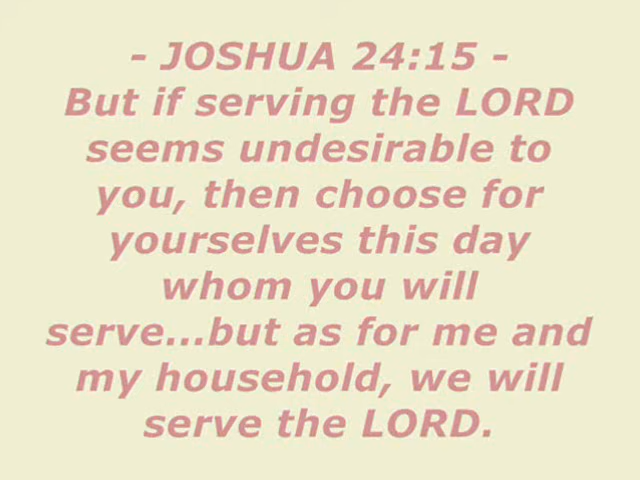 - JOSHUA 24:15 -
But if serving the LORD
seems undesirable to
you, then choose for
yourselves this day
whom you will
serve...but as for me and
my household, we will
serve the LORD.